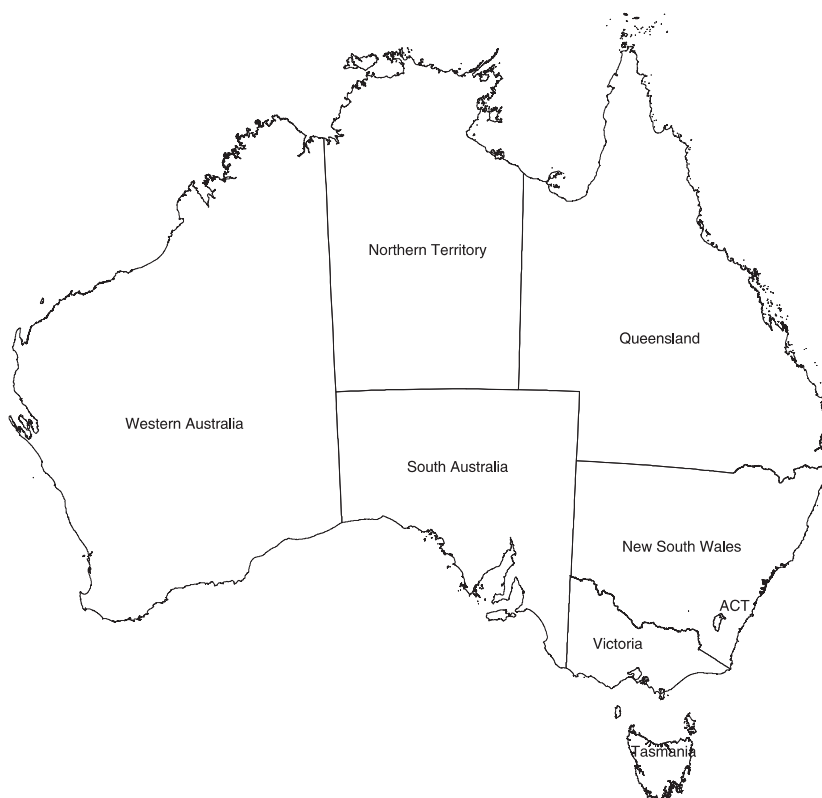 Northern Territory
Queensland
Western Australia
South Australia
New South Wales
ACT
Victoria
Tasmania